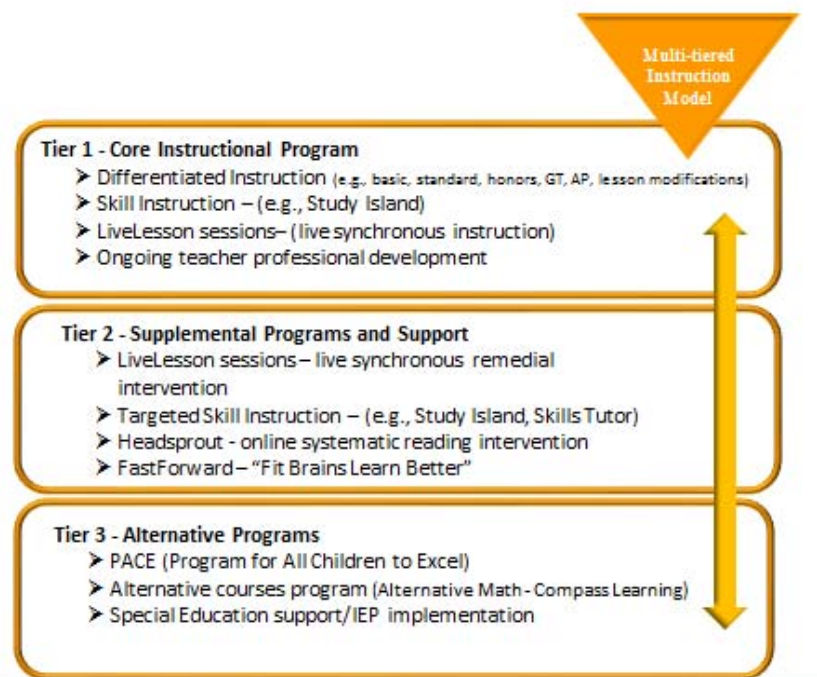 Multi-tiered
Instruction
Model
Tier 1 - Core Instructional Program
➤ Differentiated Instruction (e.g., basic, standard, honors, GT, AP, lesson modifications)
➤ Skill Instruction – (e.g., Study Island)
➤ LiveLesson sessions– (live synchronous instruction)
➤ Ongoing teacher professional development
Tier 2 - Supplemental Programs and Support
➤ LiveLesson sessions – live synchronous remedial
intervention
➤ Targeted Skill Instruction – (e.g., Study Island, Skills Tutor)
➤ Headsprout - online systematic reading intervention
➤ FastForward – “Fit Brains Learn Better”
Tier 3 - Alternative Programs
➤ PACE (Program for All Children to Excel)
➤ Alternative courses program (Alternative Math - Compass Learning)
➤ Special Education support/IEP implementation